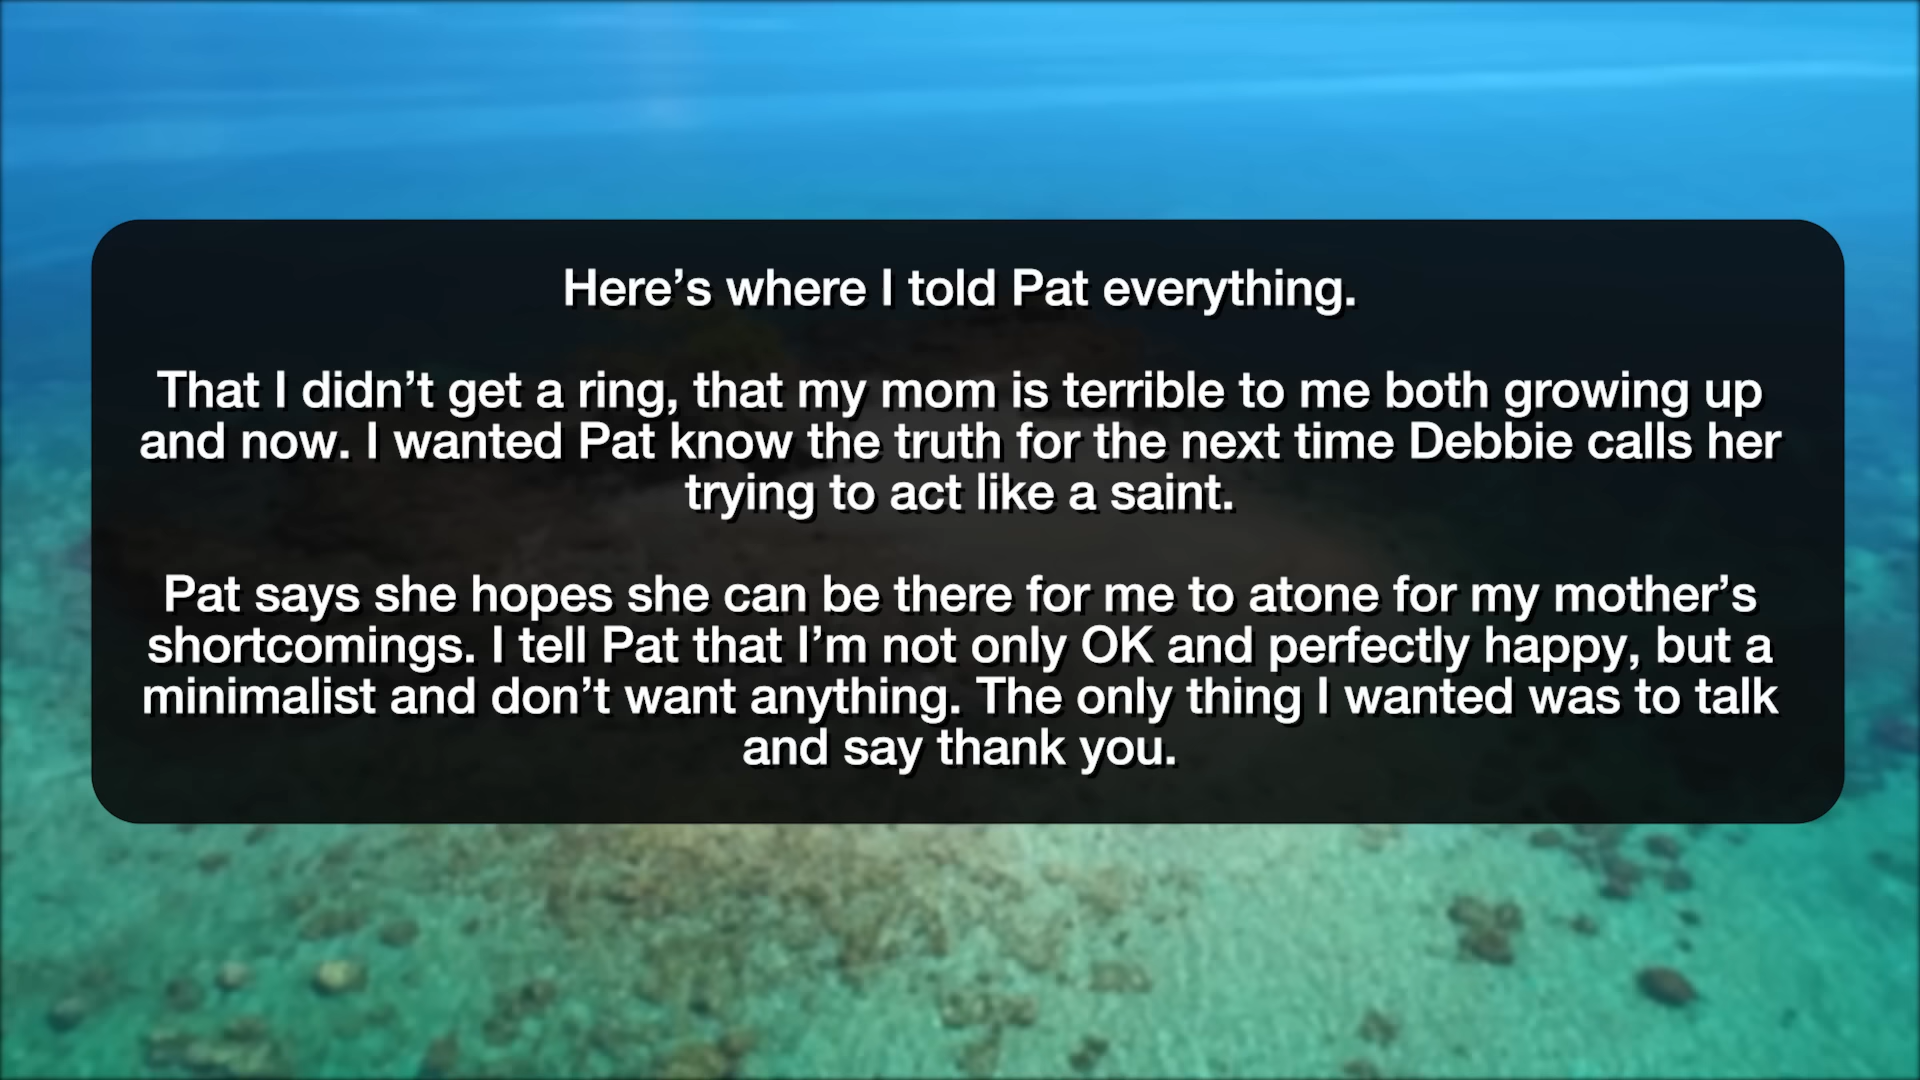 Here’s where I told Pat everything.
That I didn’t get a ring, that my mom is terrible to me both growing up
and now. I wanted Pat know the truth for the next time Debbie calls her
trying to act like a saint.
Pat says she hopes she can be there for me to atone for my mother’s
shortcomings. I tell Pat that I’m not only OK and perfectly happy, but a
minimalist and don’t want anything. The only thing I wanted was to talk
and say thank you.